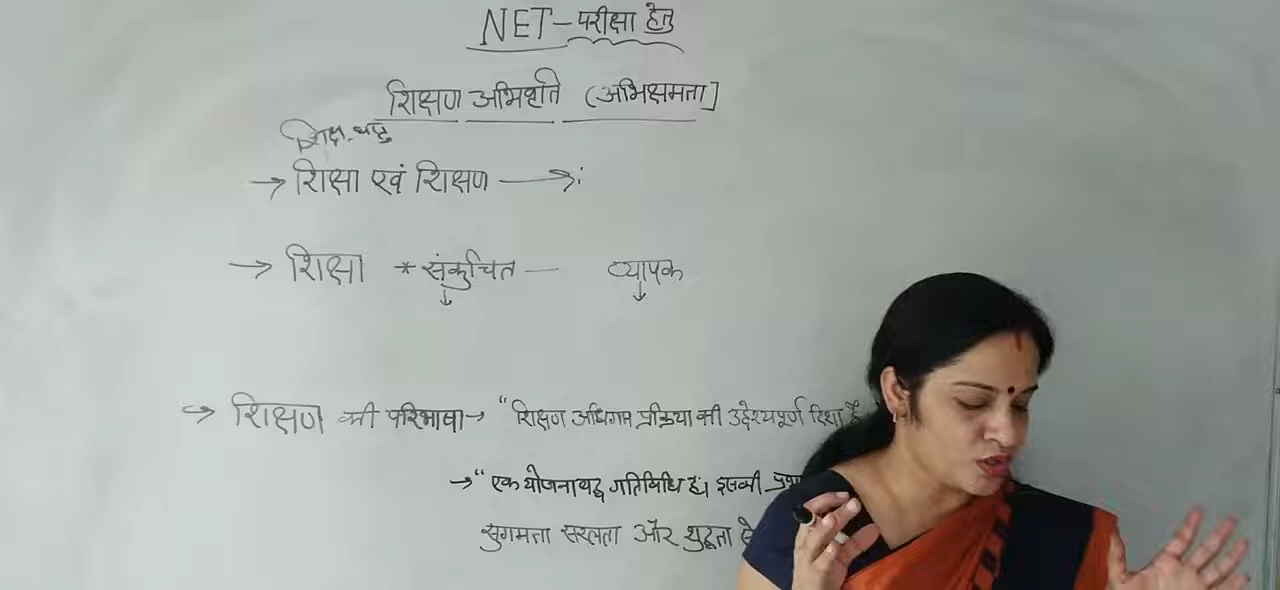 NET-परीक्षा हेतु
शिक्षण अभिवृति (अभिक्षमता]
शिक्ष. धातु
→ शिक्षा एवं शिक्षण →:
→ शिक्षा * संकुचित — व्यापक
→ शिक्षण की परिभाषा → "शिक्षण अधिगम प्रक्रिया की उद्देश्यपूर्ण दिशा है
→ " एक योजनाबद्ध गतिविधि है। इसकी
सुगमता सरलता और शुद्धता